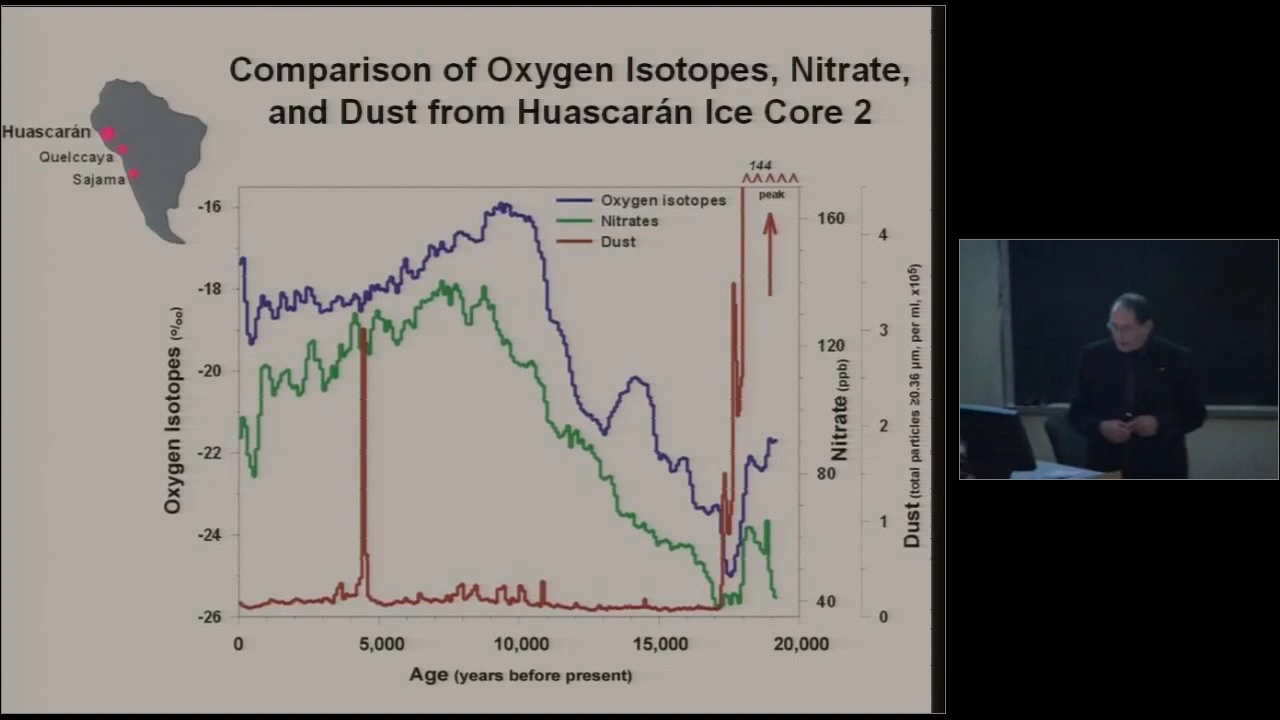 Comparison of Oxygen Isotopes, Nitrate,
and Dust from Huascarán Ice Core 2
Huascarán
Quelccaya
Sajama
144
peak
Oxygen isotopes
Nitrates
Dust
-16
-18
-20
-22
-24
-26
Oxygen Isotopes (º/oo)
160
120
80
40
Nitrate (ppb)
4
3
2
1
0
Dust (total particles ≥0.36 µm, per ml, x10⁵)
0
5,000
10,000
15,000
20,000
Age (years before present)